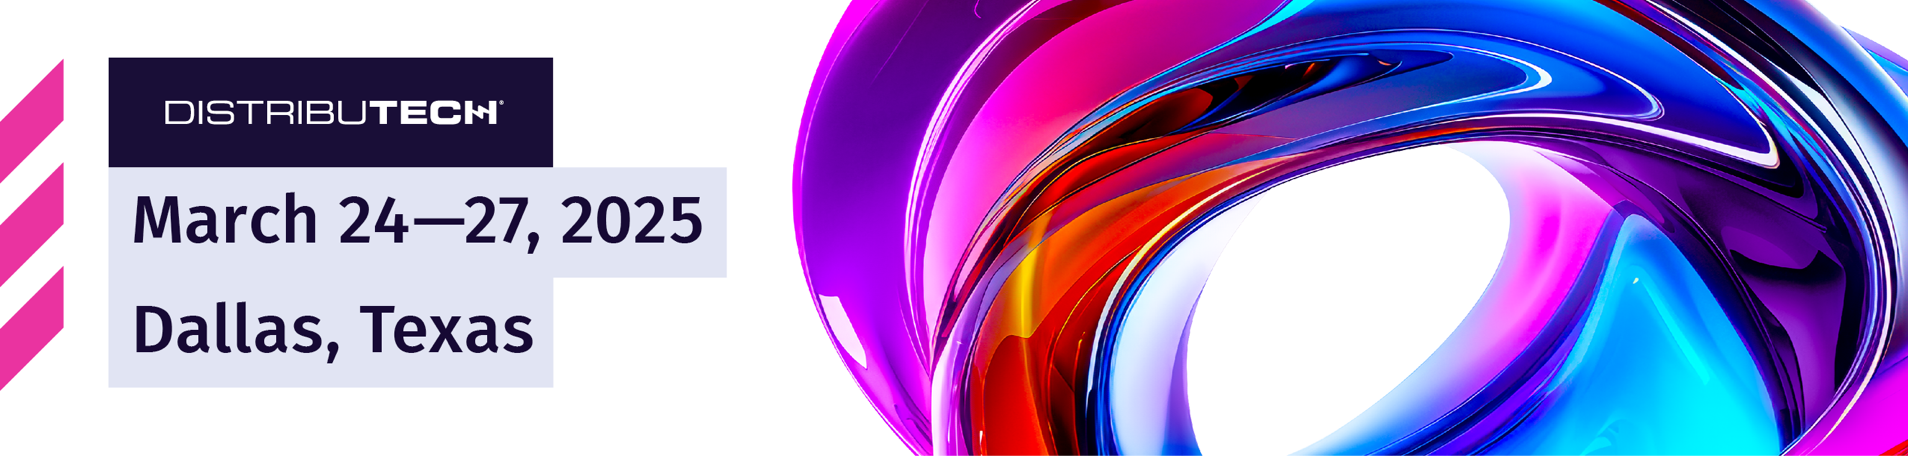 DISTRIBUTECH®
March 24—27, 2025
Dallas, Texas